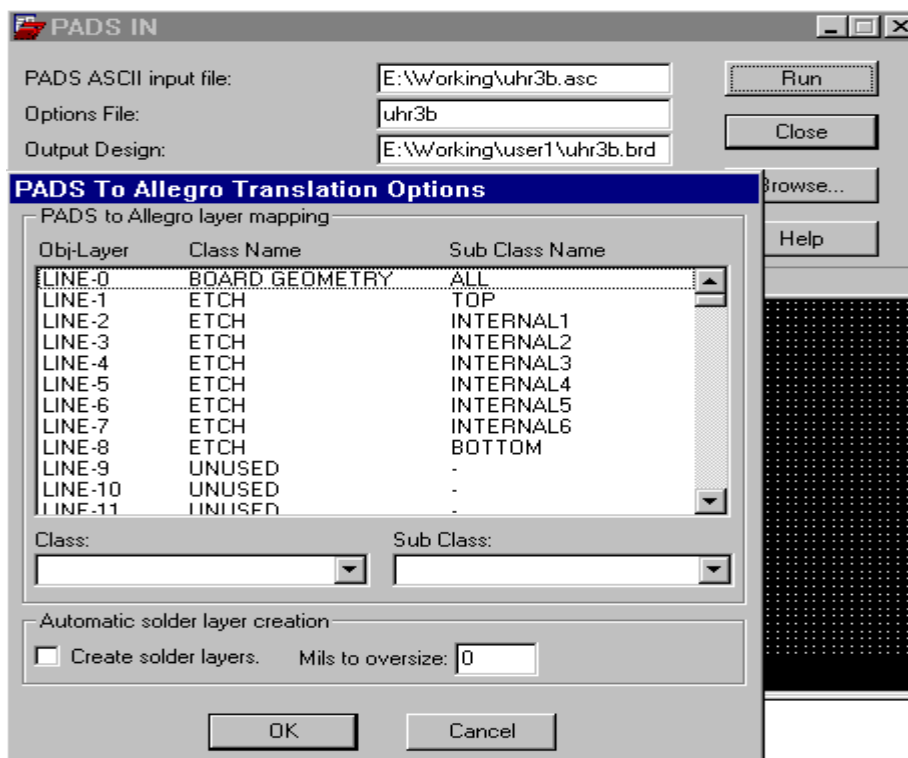 PADS IN
PADS ASCII input file: E:\Working\uhr3b.asc Run
Options File: uhr3b
Close
Output Design: E:\Working\user1\uhr3b.brd
PADS To Allegro Translation Options
Browse...
PADS to Allegro layer mapping
Help
Obj-Layer Class Name Sub Class Name
LINE-0 BOARD GEOMETRY ALL
LINE-1 ETCH TOP
LINE-2 ETCH INTERNAL1
LINE-3 ETCH INTERNAL2
LINE-4 ETCH INTERNAL3
LINE-5 ETCH INTERNAL4
LINE-6 ETCH INTERNAL5
LINE-7 ETCH INTERNAL6
LINE-8 ETCH BOTTOM
LINE-9 UNUSED -
LINE-10 UNUSED -
LINE-11 UNUSED -
Class: Sub Class:
Automatic solder layer creation
Create solder layers. Mils to oversize: 0
OK Cancel